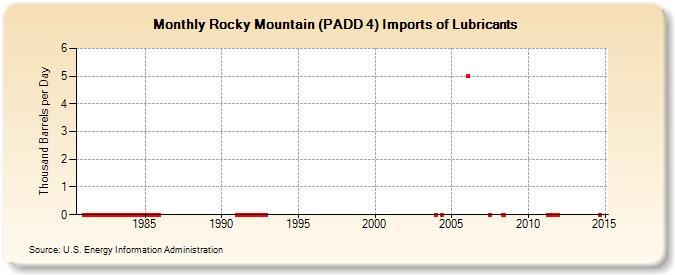 Monthly Rocky Mountain (PADD 4) Imports of Lubricants
Thousand Barrels per Day
6
5
4
3
2
1
0
1985 1990 1995 2000 2005 2010 2015
Source: U.S. Energy Information Administration